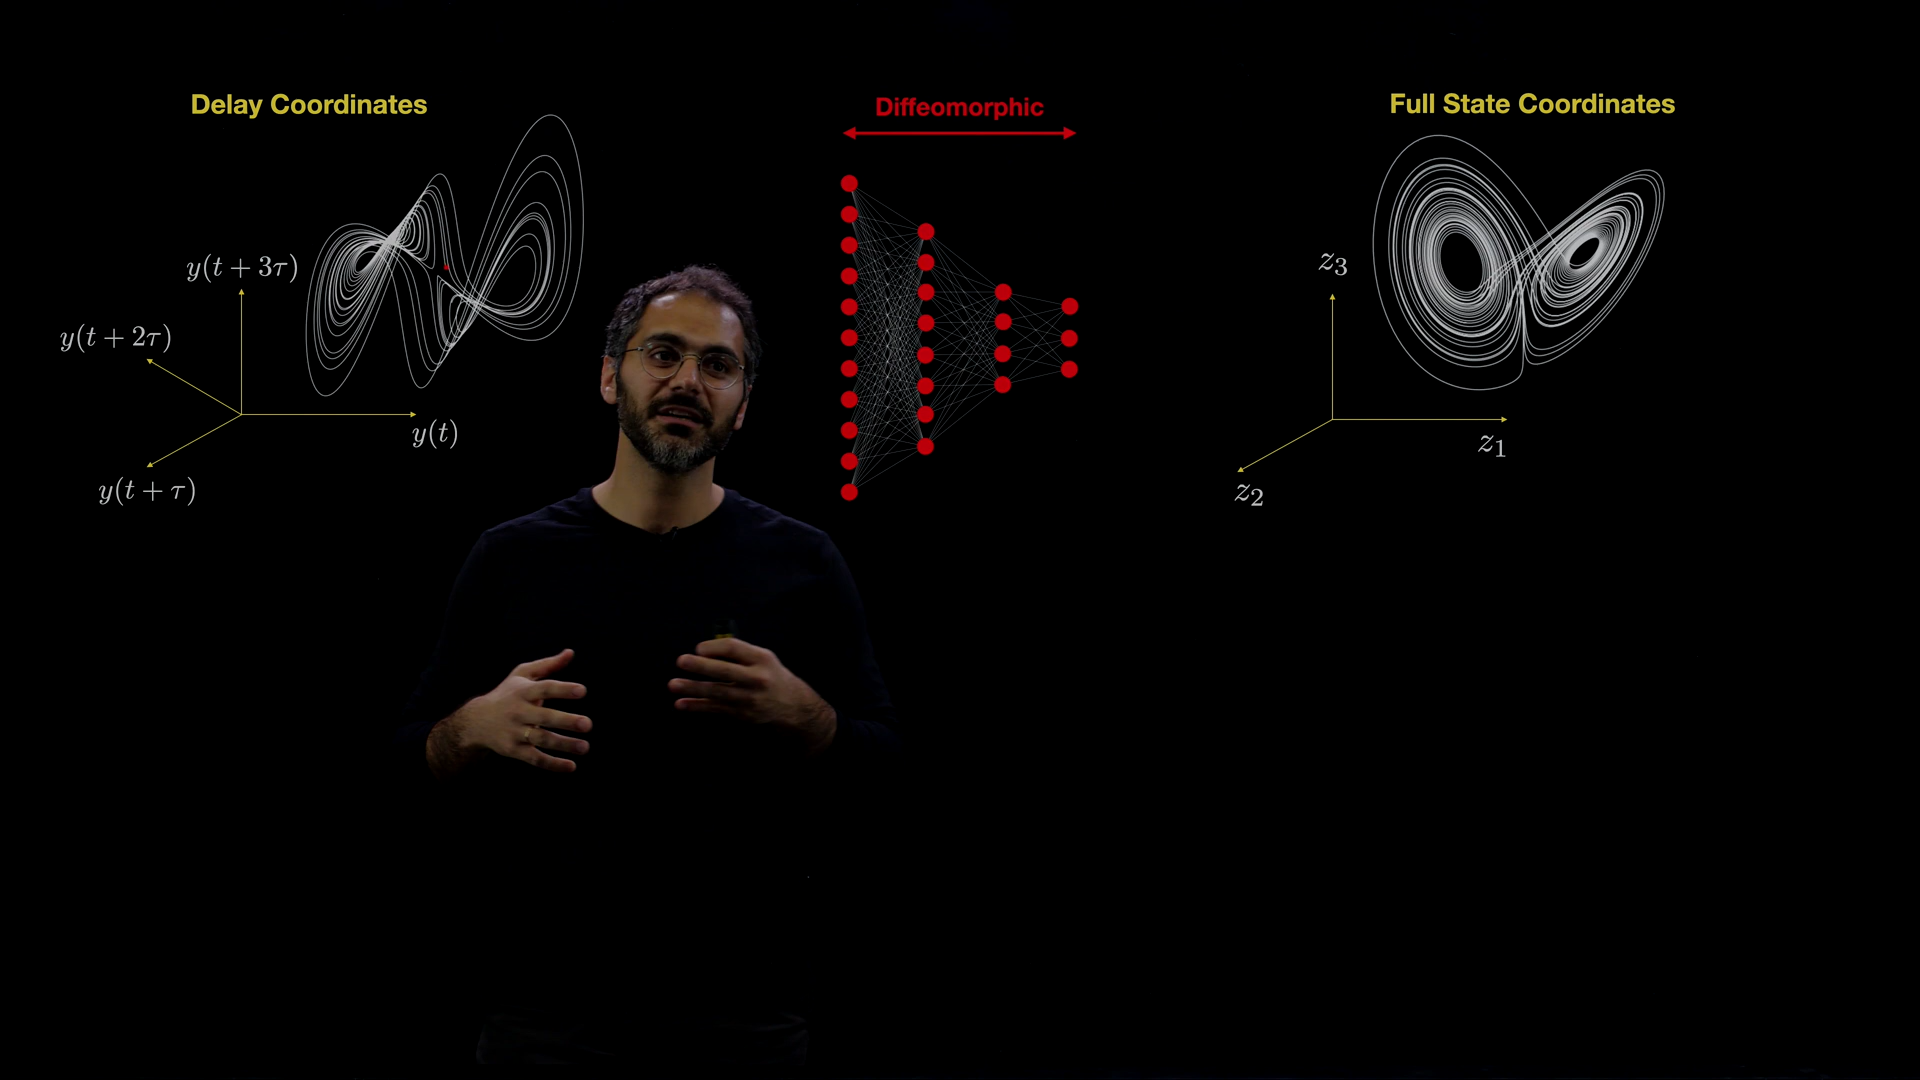 Delay Coordinates
Diffeomorphic
Full State Coordinates
y(t + 3τ)
y(t + 2τ)
y(t)
y(t + τ)
z₃
z₁
z₂